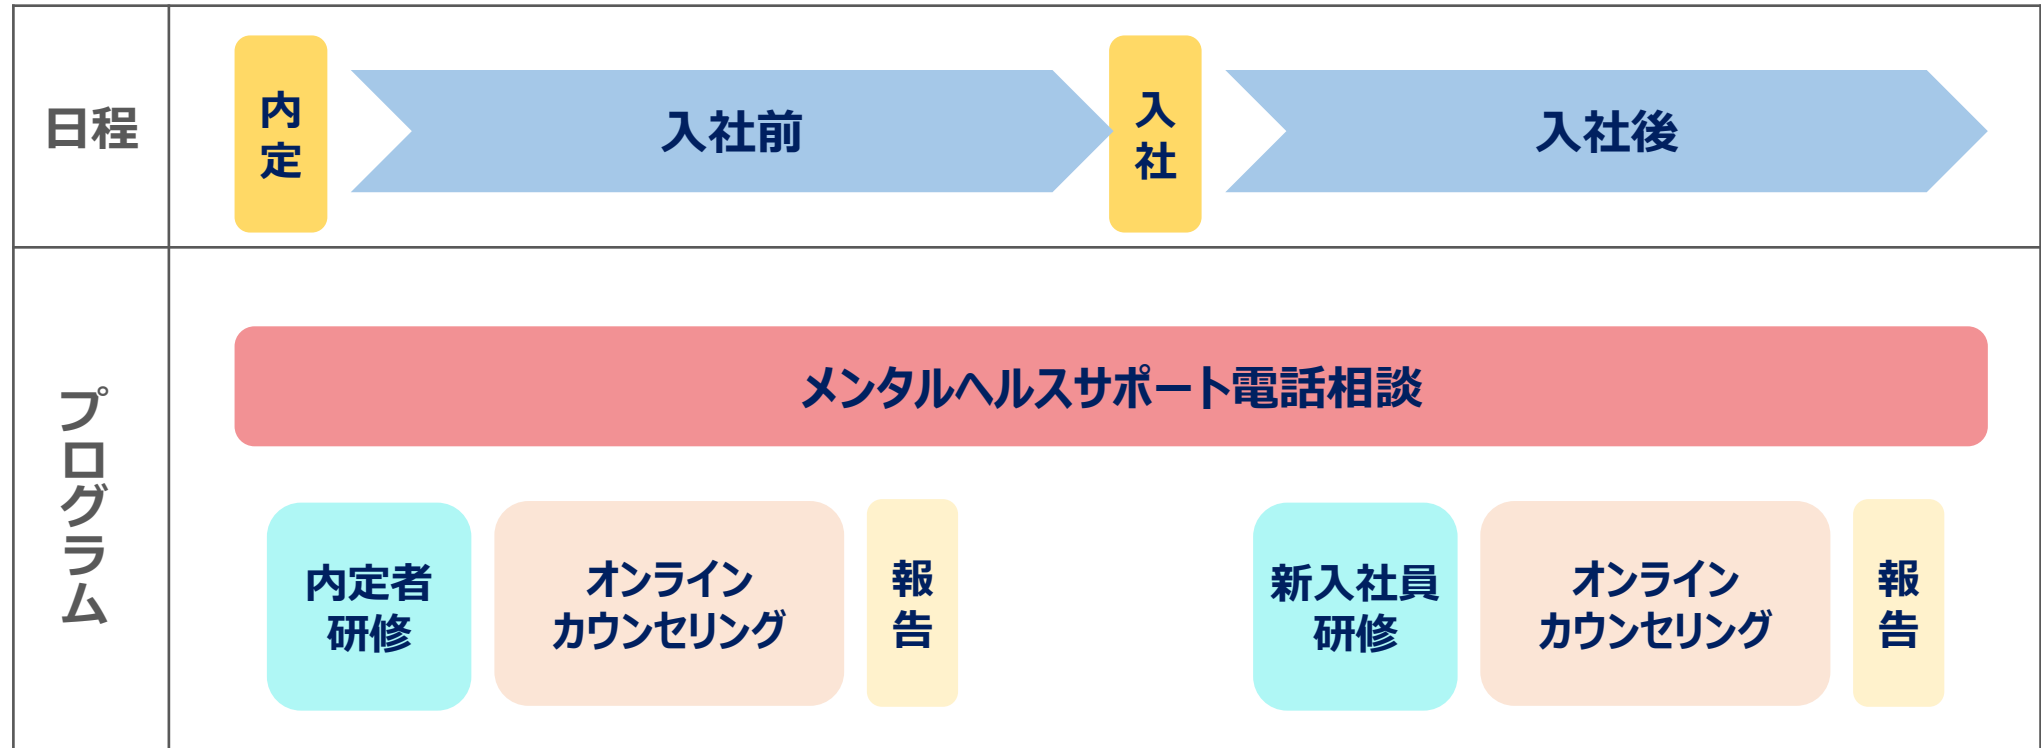 日程
内定
入社前
入社
入社後
プログラム
メンタルヘルスサポート電話相談
内定者
研修
オンライン
カウンセリング
報告
新入社員
研修
オンライン
カウンセリング
報告